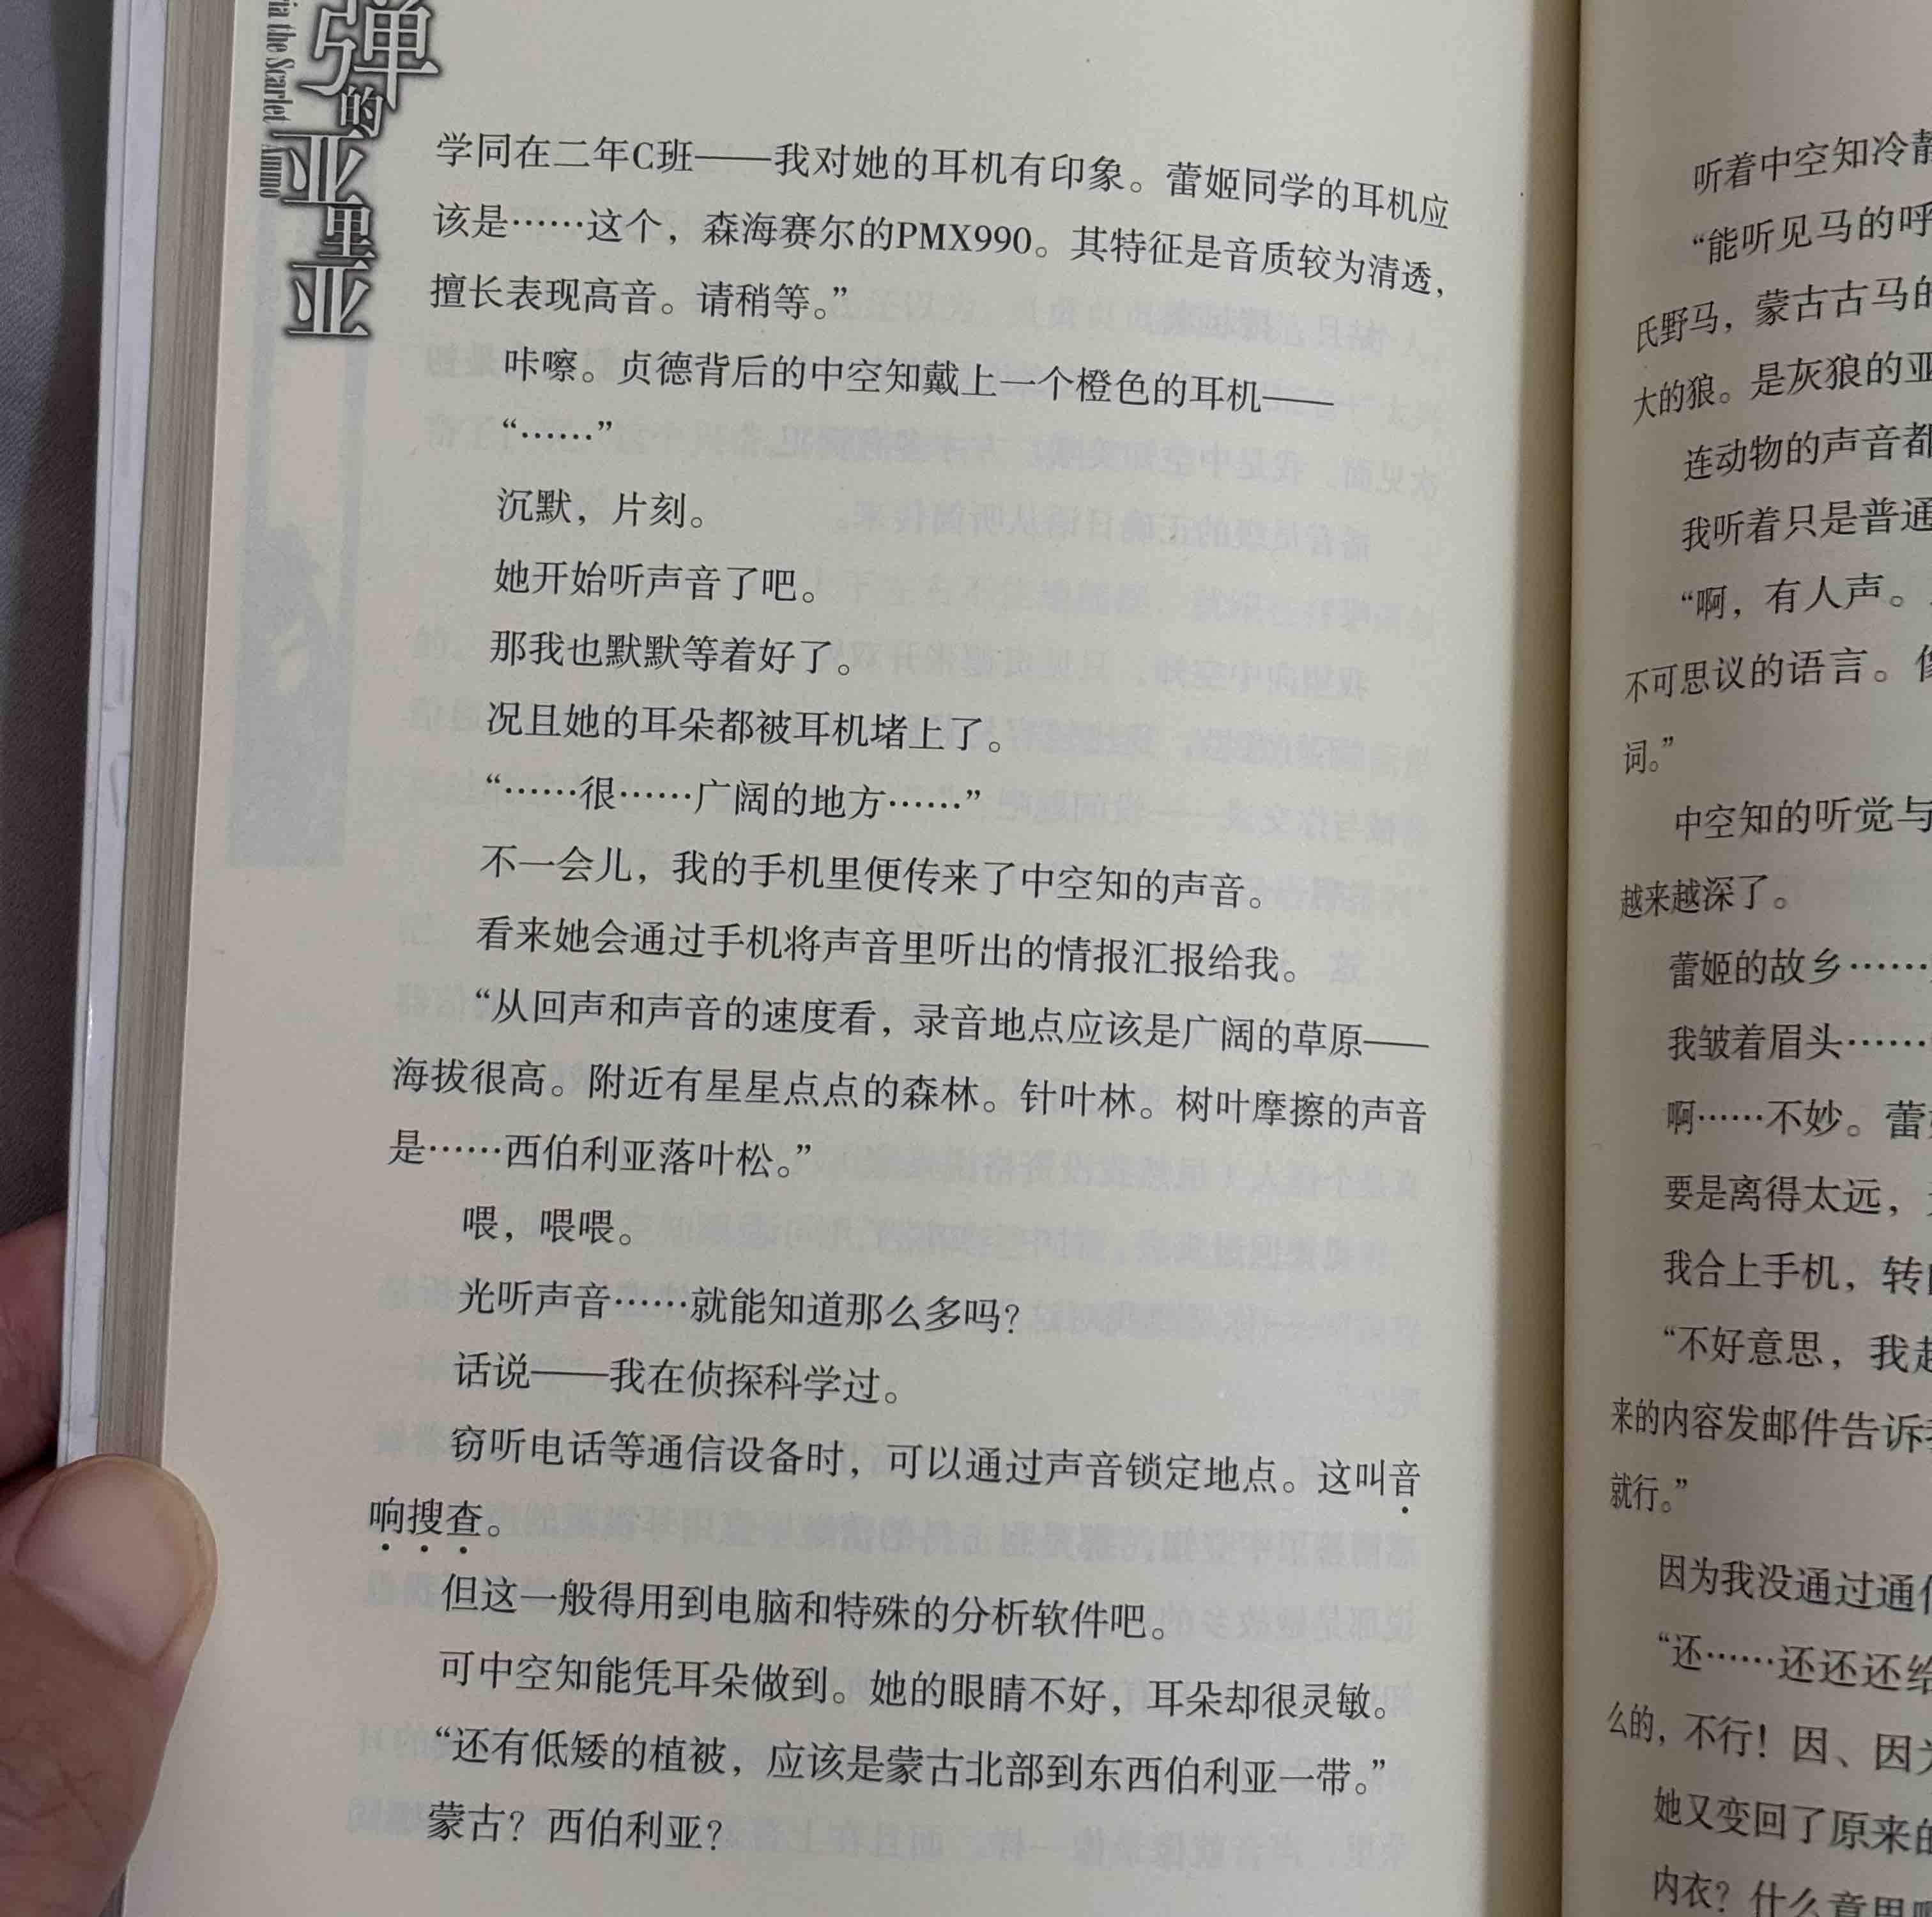 弹的亚里亚
ria the Scarlet Ammo
学同在二年C班——我对她的耳机有印象。蕾姬同学的耳机应
该是……这个，森海赛尔的PMX990。其特征是音质较为清透，
擅长表现高音。请稍等。”
咔嚓。贞德背后的中空知戴上一个橙色的耳机——
“……”
沉默，片刻。
她开始听声音了吧。
那我也默默等着好了。
况且她的耳朵都被耳机堵上了。
“……很……广阔的地方……”
不一会儿，我的手机里便传来了中空知的声音。
看来她会通过手机将声音里听出的情报汇报给我。
“从回声和声音的速度看，录音地点应该是广阔的草原——
海拔很高。附近有星星点点的森林。针叶林。树叶摩擦的声音
是……西伯利亚落叶松。”
喂，喂喂。
光听声音……就能知道那么多吗？
话说——我在侦探科学过。
窃听电话等通信设备时，可以通过声音锁定地点。这叫音
响搜查。
但这一般得用到电脑和特殊的分析软件吧。
可中空知能凭耳朵做到。她的眼睛不好，耳朵却很灵敏。
“还有低矮的植被，应该是蒙古北部到东西伯利亚一带。”
蒙古？西伯利亚？
听着中空知冷静
“能听见马的呼
氏野马，蒙古古马的
大的狼。是灰狼的亚
连动物的声音都
我听着只是普通
“啊，有人声。
不可思议的语言。像
词。”
中空知的听觉与
越来越深了。
蕾姬的故乡……
我皱着眉头……
啊……不妙。蕾
要是离得太远，
我合上手机，转
“不好意思，我
来的内容发邮件告诉
就行。”
因为我没通过通信
“还……还还还给
么的，不行！因、因为
她又变回了原来的
内衣？什么意思